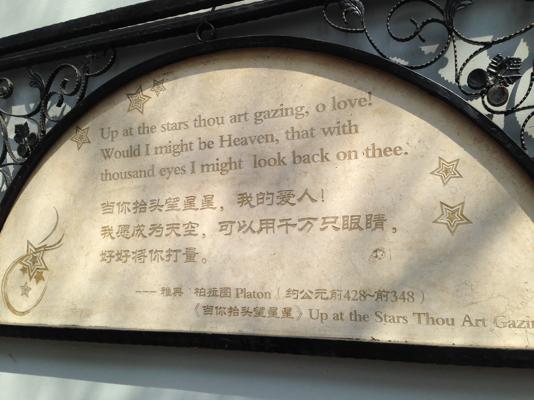 Up at the stars thou art gazing, o love!
Would I might be Heaven, that with
thousand eyes I might look back on thee.
当你抬头望星星，我的爱人！
我愿成为天空，可以用千万只眼睛，
好好将你打量。
--- 雅典 柏拉图 Platon（约公元前428~前348）
《当你抬头望星星》Up at the Stars Thou Art Gazin